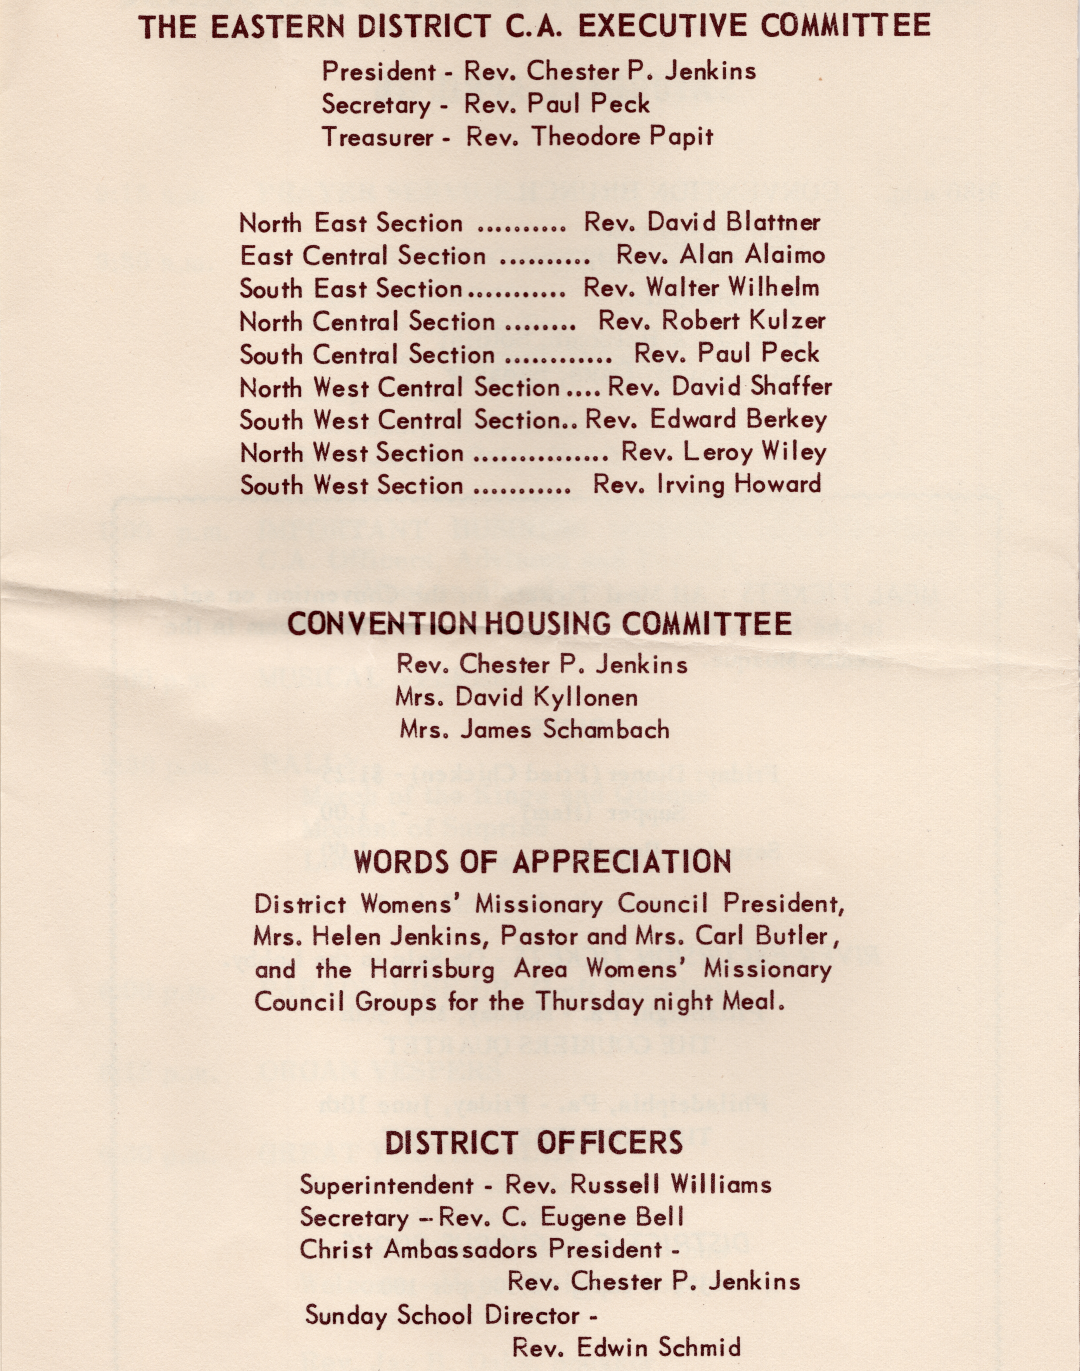 THE EASTERN DISTRICT C.A. EXECUTIVE COMMITTEE
President - Rev. Chester P. Jenkins
Secretary - Rev. Paul Peck
Treasurer - Rev. Theodore Papit
North East Section .......... Rev. David Blattner
East Central Section .......... Rev. Alan Alaimo
South East Section........... Rev. Walter Wilhelm
North Central Section ........ Rev. Robert Kulzer
South Central Section ............ Rev. Paul Peck
North West Central Section .... Rev. David Shaffer
South West Central Section.. Rev. Edward Berkey
North West Section ............... Rev. Leroy Wiley
South West Section ........... Rev. Irving Howard
CONVENTION HOUSING COMMITTEE
Rev. Chester P. Jenkins
Mrs. David Kyllonen
Mrs. James Schambach
WORDS OF APPRECIATION
District Womens' Missionary Council President,
Mrs. Helen Jenkins, Pastor and Mrs. Carl Butler,
and the Harrisburg Area Womens' Missionary
Council Groups for the Thursday night Meal.
DISTRICT OFFICERS
Superintendent - Rev. Russell Williams
Secretary -- Rev. C. Eugene Bell
Christ Ambassadors President -
Rev. Chester P. Jenkins
Sunday School Director -
Rev. Edwin Schmid